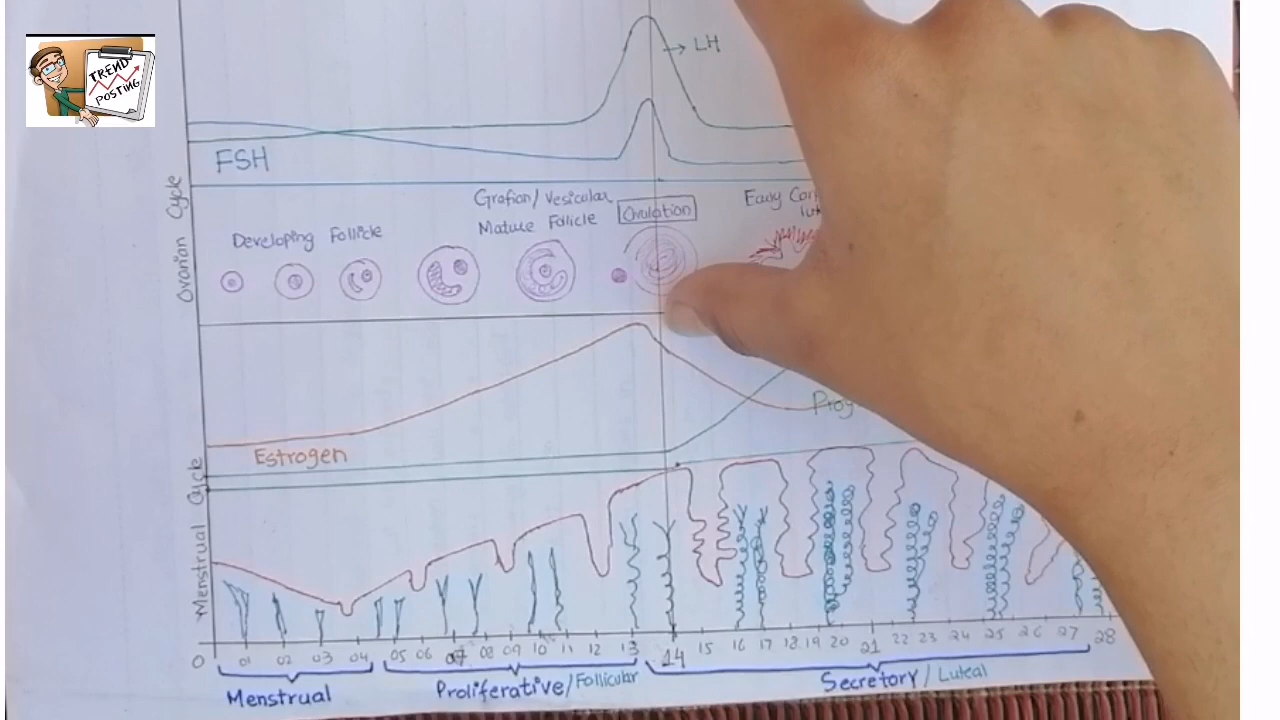 TREND
POSTING
LH
FSH
Ovarian Cycle
Grafian/Vesicular
Mature Follicle
Ovulation
Early
Developing Follicle
Estrogen
Menstrual Cycle
0 01 02 03 04 05 06 07 08 09 10 11 12 13 14 15 16 17 18 19 20 21 22 23 24 25 26 27 28
Menstrual
Proliferative/Follicular
Secretory/Luteal